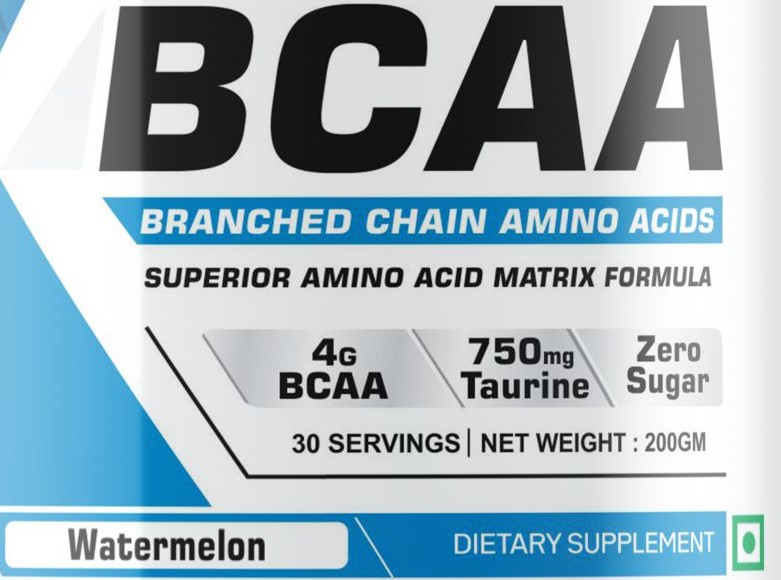 BCAA
BRANCHED CHAIN AMINO ACIDS
SUPERIOR AMINO ACID MATRIX FORMULA
4G BCAA
750mg Taurine
Zero Sugar
30 SERVINGS | NET WEIGHT : 200GM
Watermelon
DIETARY SUPPLEMENT